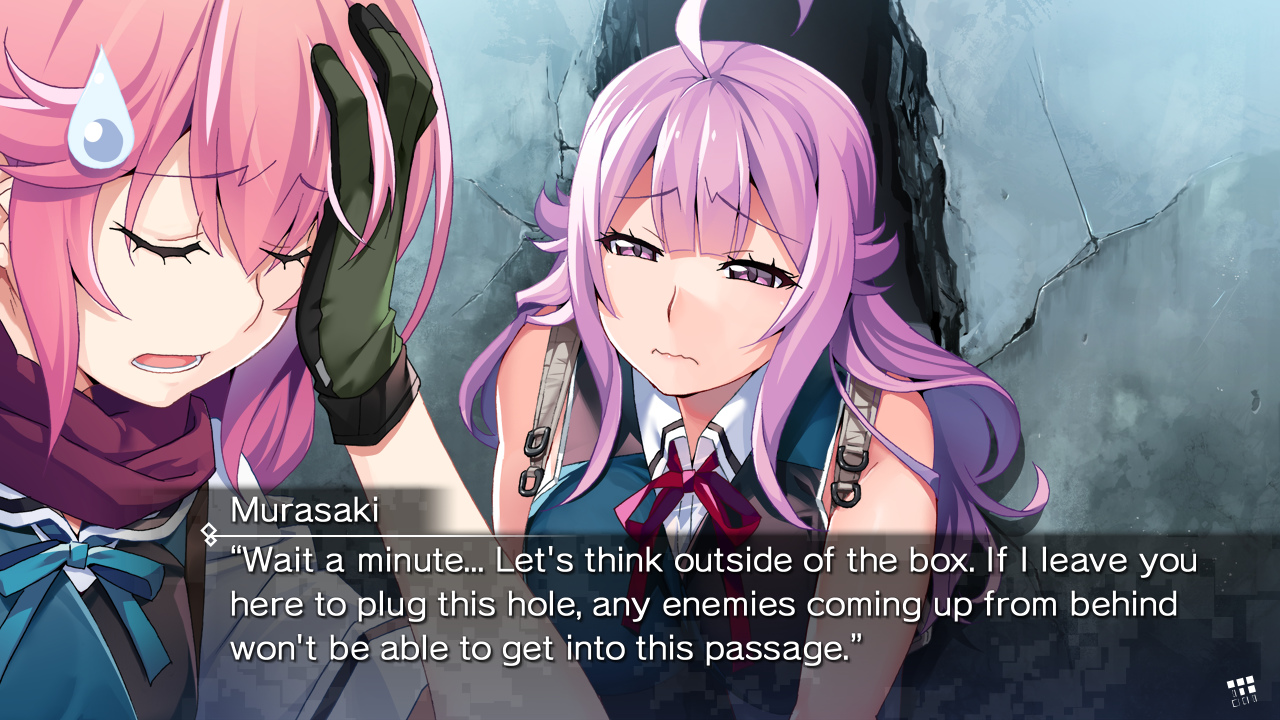 Murasaki
“Wait a minute... Let's think outside of the box. If I leave you
here to plug this hole, any enemies coming up from behind
won't be able to get into this passage.”